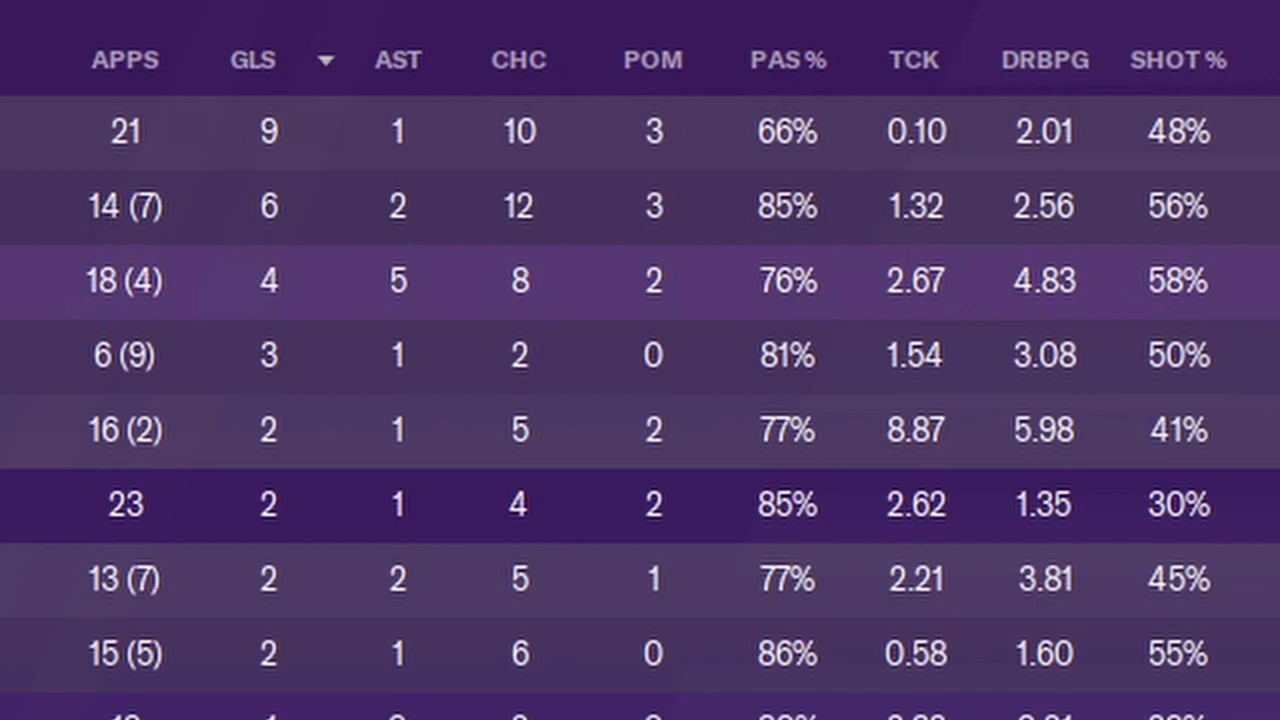 APPS GLS AST CHC POM PAS % TCK DRBPG SHOT %
21 9 1 10 3 66% 0.10 2.01 48%
14 (7) 6 2 12 3 85% 1.32 2.56 56%
18 (4) 4 5 8 2 76% 2.67 4.83 58%
6 (9) 3 1 2 0 81% 1.54 3.08 50%
16 (2) 2 1 5 2 77% 8.87 5.98 41%
23 2 1 4 2 85% 2.62 1.35 30%
13 (7) 2 2 5 1 77% 2.21 3.81 45%
15 (5) 2 1 6 0 86% 0.58 1.60 55%